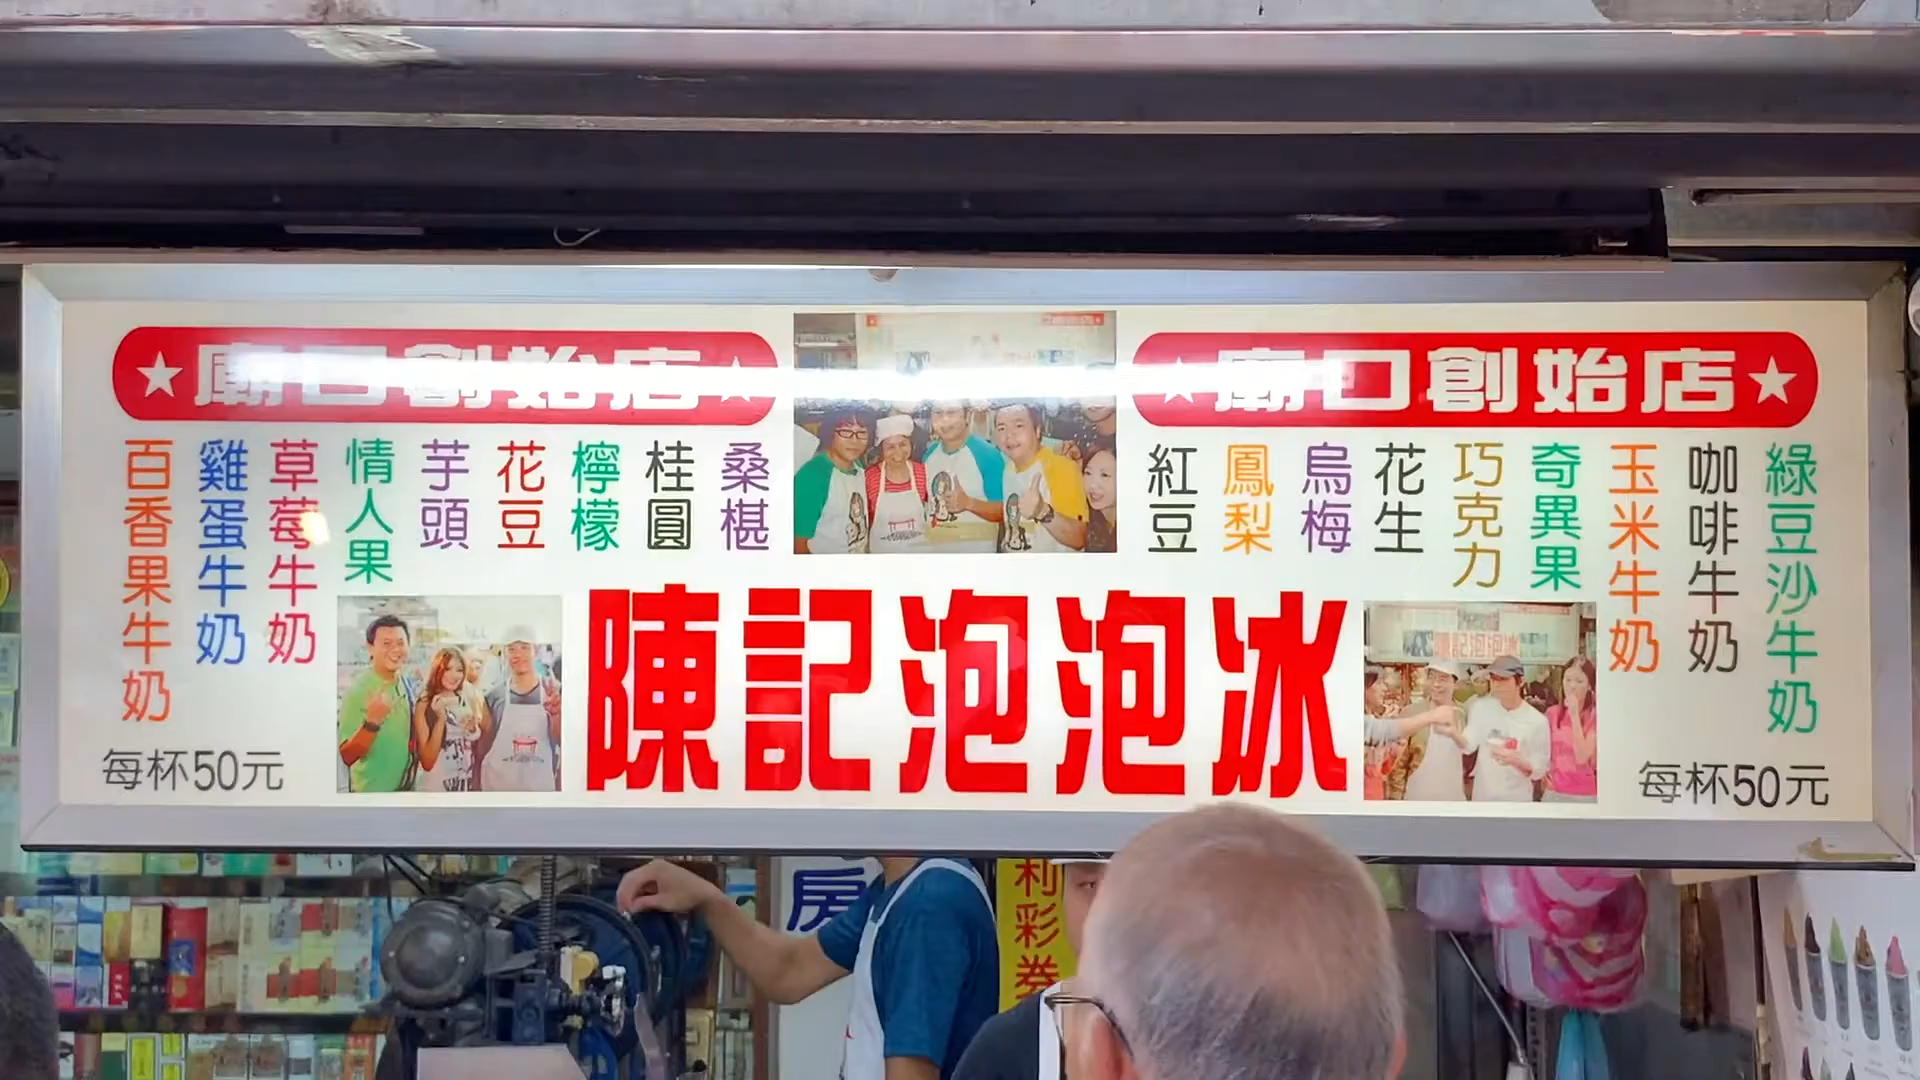 ★廟口創始店★
★廟口創始店★
百香果牛奶
雞蛋牛奶
草莓牛奶
情人果
芋頭
花豆
檸檬
桂圓
桑椹
紅豆
鳳梨
烏梅
花生
巧克力
奇異果
玉米牛奶
咖啡牛奶
綠豆沙牛奶
陳記泡泡冰
每杯50元
每杯50元
房
利彩券